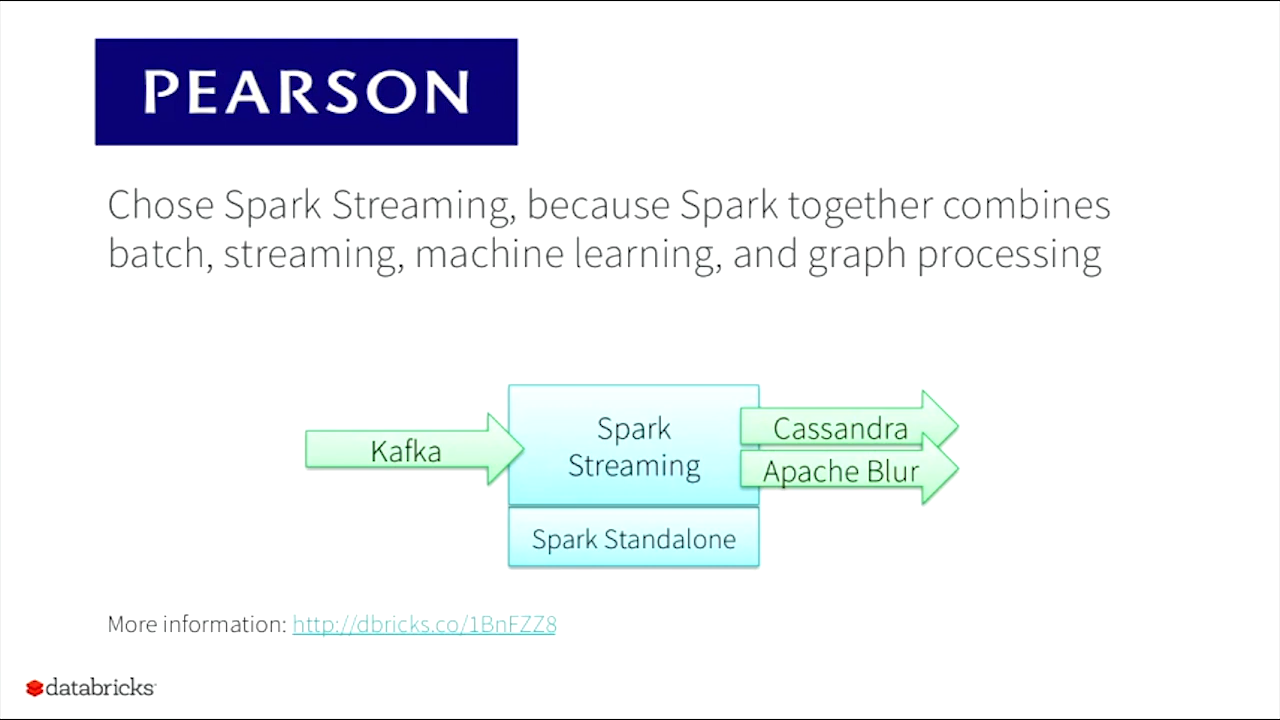 PEARSON
Chose Spark Streaming, because Spark together combines
batch, streaming, machine learning, and graph processing
Kafka
Spark
Streaming
Cassandra
Apache Blur
Spark Standalone
More information: http://dbricks.co/1BnFZZ8
databricks